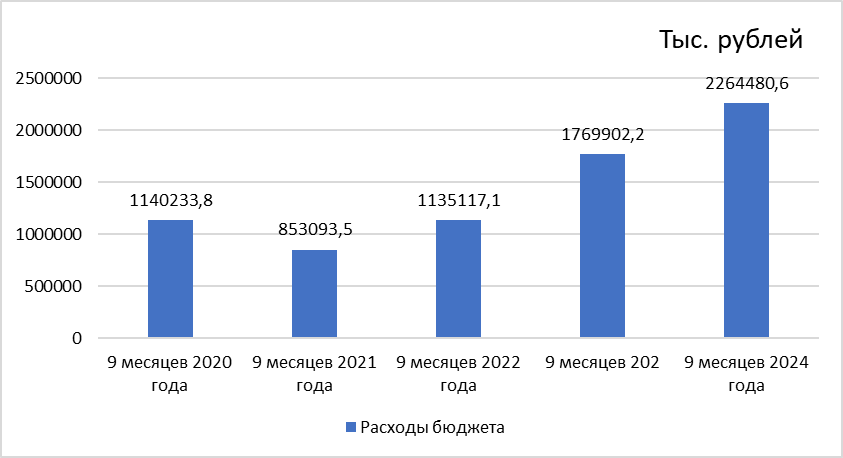 Тыс. рублей
2500000
2000000
1500000
1000000
500000
0
1140233,8
853093,5
1135117,1
1769902,2
2264480,6
9 месяцев 2020
года
9 месяцев 2021
года
9 месяцев 2022
года
9 месяцев 202
9 месяцев 2024
года
Расходы бюджета